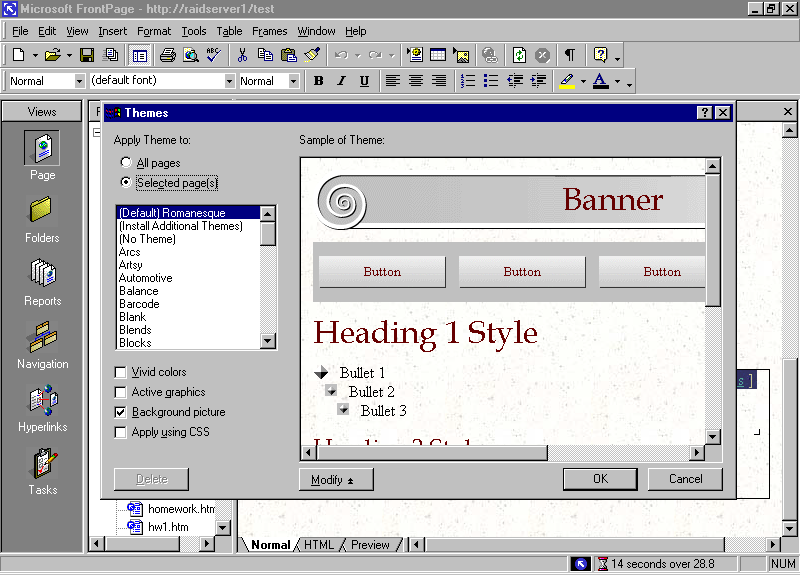 Microsoft FrontPage - http://raidserver1/test
File Edit View Insert Format Tools Table Frames Window Help
Normal (default font) Normal B I U A
Views
Page
Folders
Reports
Navigation
Hyperlinks
Tasks
Themes
Apply Theme to:
All pages
Selected page(s)
(Default) Romanesque
(Install Additional Themes)
(No Theme)
Arcs
Artsy
Automotive
Balance
Barcode
Blank
Blends
Blocks
Vivid colors
Active graphics
Background picture
Apply using CSS
Delete
Sample of Theme:
Banner
Button Button Button
Heading 1 Style
Bullet 1
Bullet 2
Bullet 3
Heading 2 Style
Modify
OK Cancel
s ]
homework.htm
hw1.htm
Normal HTML Preview
14 seconds over 28.8 NUM